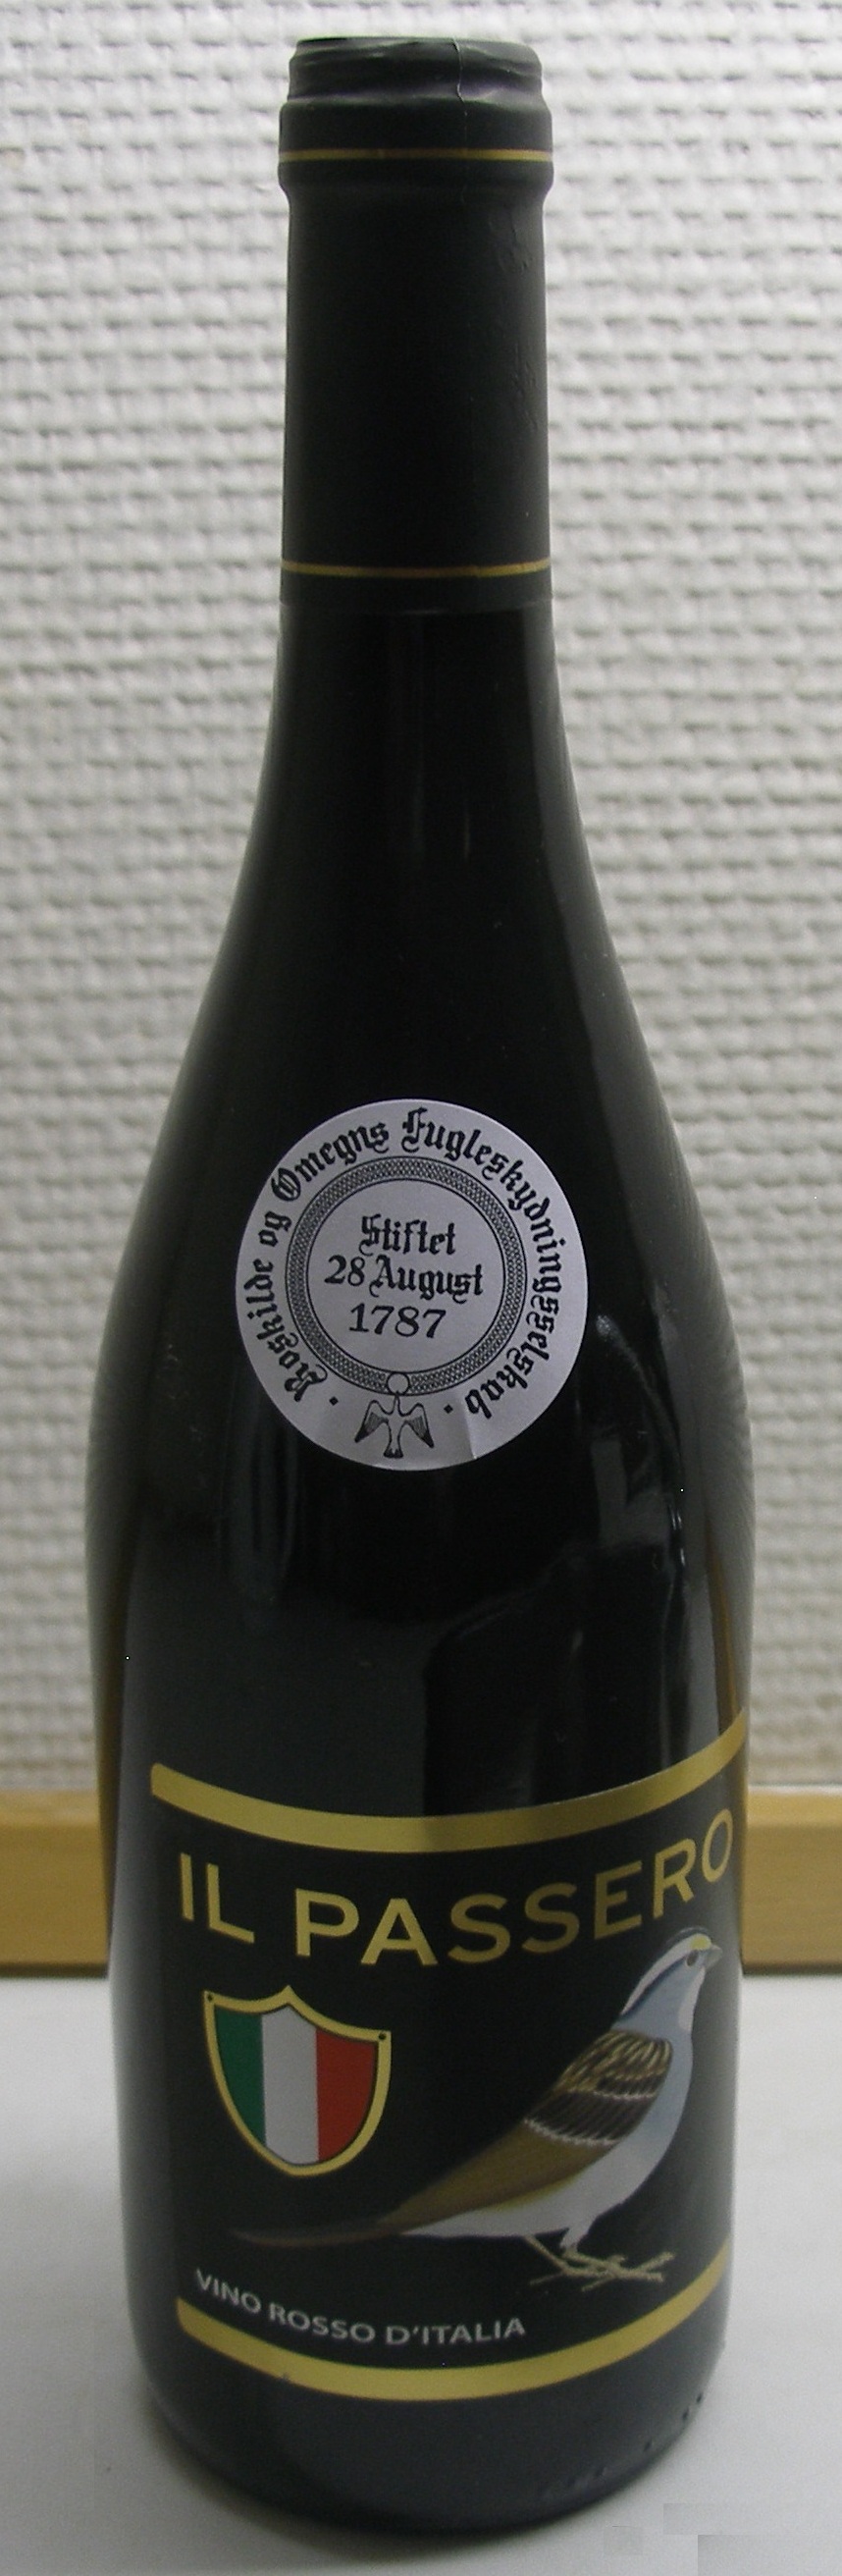 Roskilde og Omegns Fugleskydningsselskab
Stiftet
28 August
1787
IL PASSERO
VINO ROSSO D'ITALIA